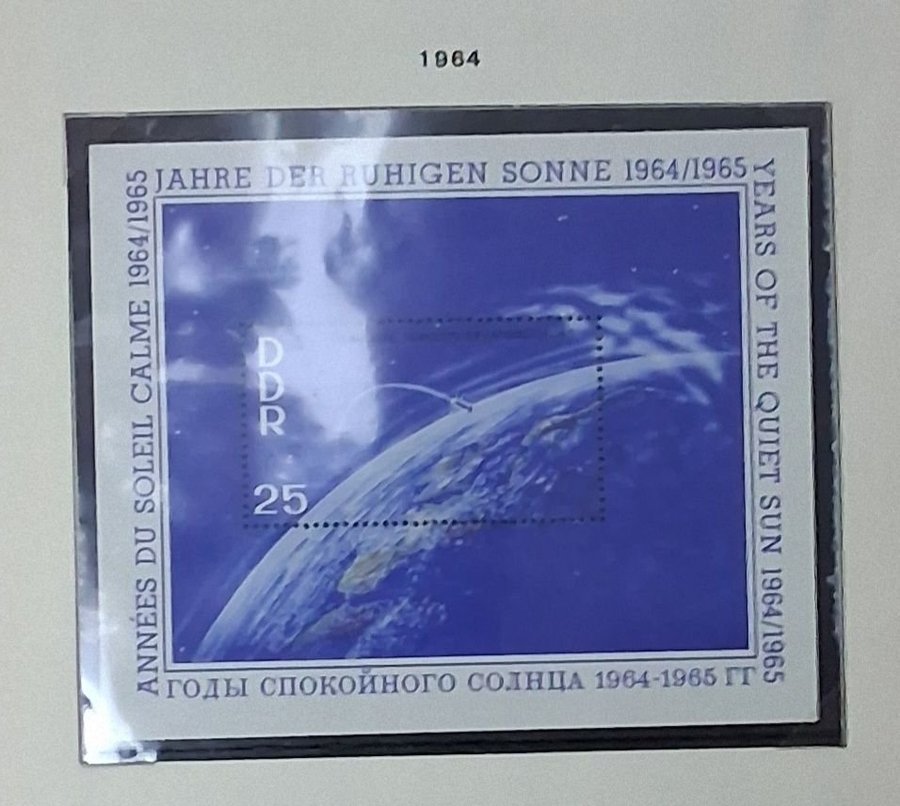 1964
JAHRE DER RUHIGEN SONNE 1964/1965
YEARS OF THE QUIET SUN 1964/1965
ANNÉES DU SOLEIL CALME 1964/1965
DDR
25
ГОДЫ СПОКОЙНОГО СОЛНЦА 1964-1965 ГГ